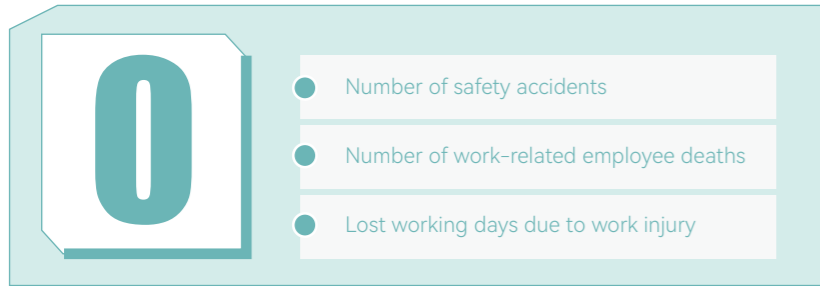 0
Number of safety accidents
Number of work-related employee deaths
Lost working days due to work injury